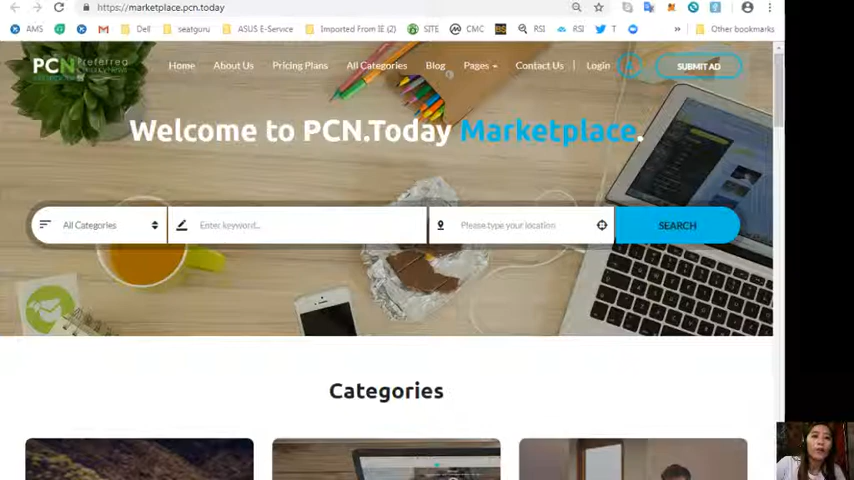 https://marketplace.pcn.today
AMS
Dell
seatguru
ASUS E-Service
Imported From IE (2)
SITE
CMC
RSI
RSI
T
»
Other bookmarks
PCN Preferred
Home
About Us
Pricing Plans
All Categories
Blog
Pages
Contact Us
Login
SUBMIT AD
Welcome to PCN.Today Marketplace.
All Categories
Enter keyword...
Please type your location
SEARCH
Categories